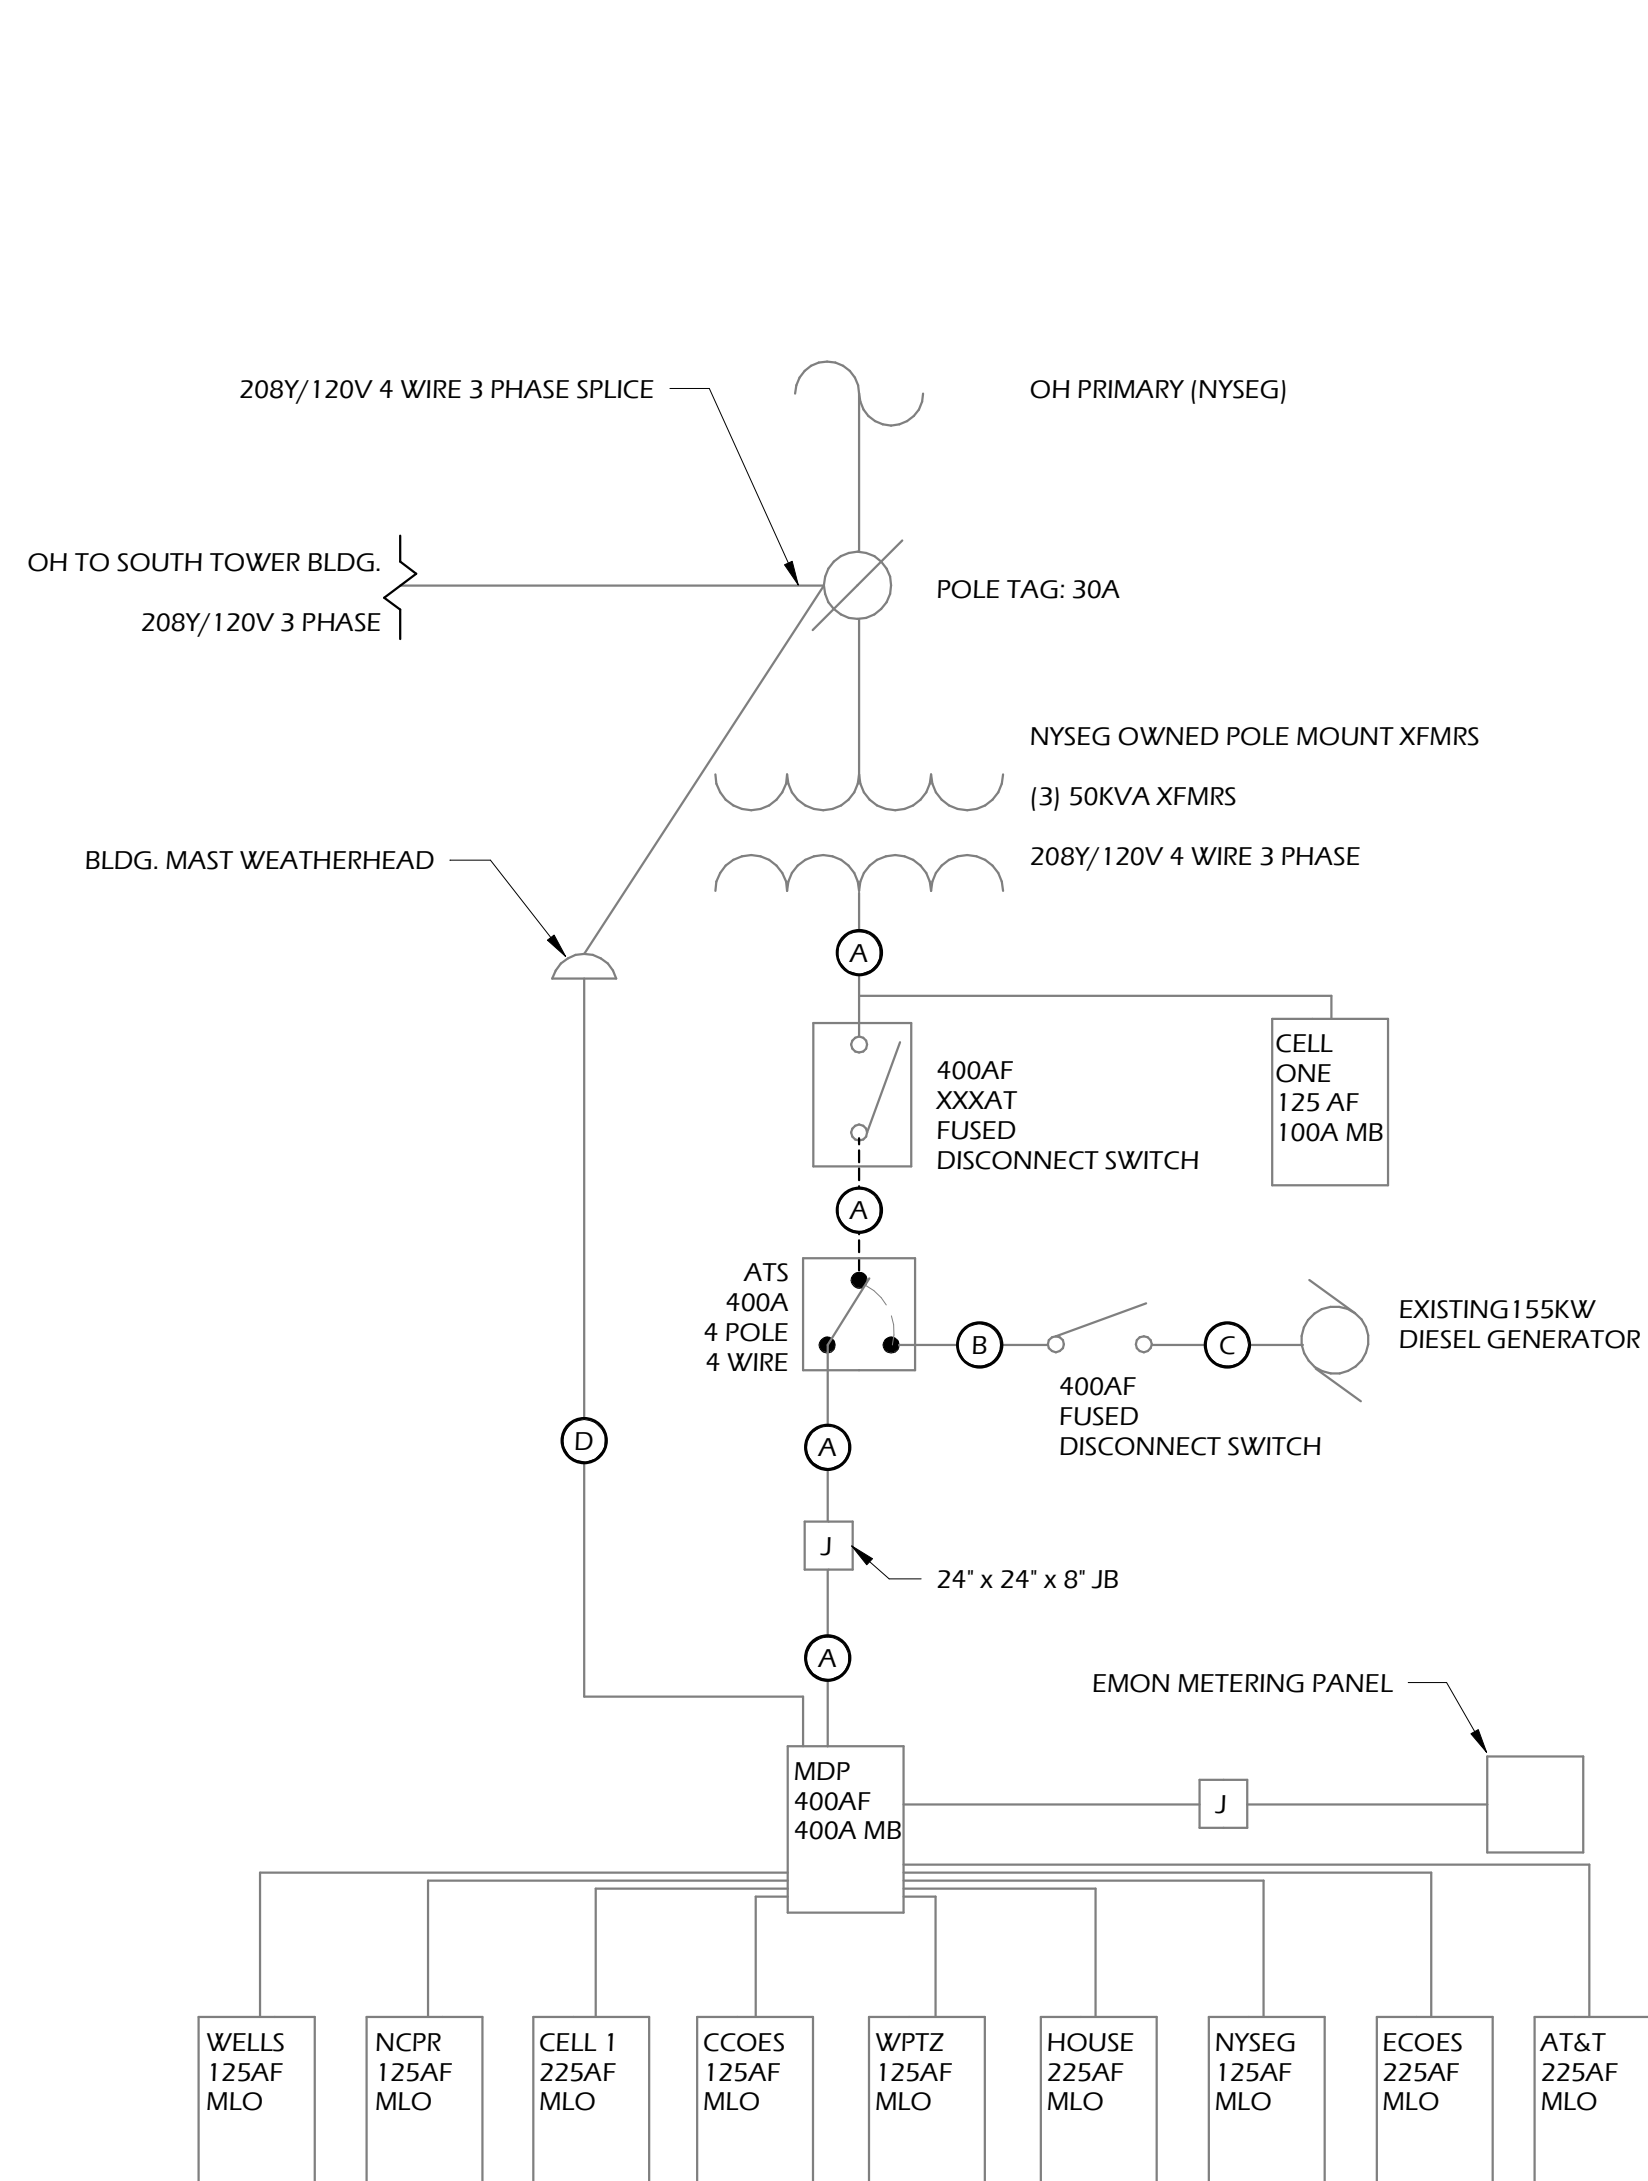 208Y/120V 4 WIRE 3 PHASE SPLICE
OH PRIMARY (NYSEG)
OH TO SOUTH TOWER BLDG.
208Y/120V 3 PHASE
POLE TAG: 30A
NYSEG OWNED POLE MOUNT XFMRS
(3) 50KVA XFMRS
208Y/120V 4 WIRE 3 PHASE
BLDG. MAST WEATHERHEAD
A
CELL
ONE
125 AF
100A MB
400AF
XXXAT
FUSED
DISCONNECT SWITCH
A
ATS
400A
4 POLE
4 WIRE
B
C
EXISTING155KW
DIESEL GENERATOR
400AF
FUSED
DISCONNECT SWITCH
D
A
J
24" x 24" x 8" JB
A
EMON METERING PANEL
MDP
400AF
400A MB
J
WELLS
125AF
MLO
NCPR
125AF
MLO
CELL 1
225AF
MLO
CCOES
125AF
MLO
WPTZ
125AF
MLO
HOUSE
225AF
MLO
NYSEG
125AF
MLO
ECOES
225AF
MLO
AT&T
225AF
MLO